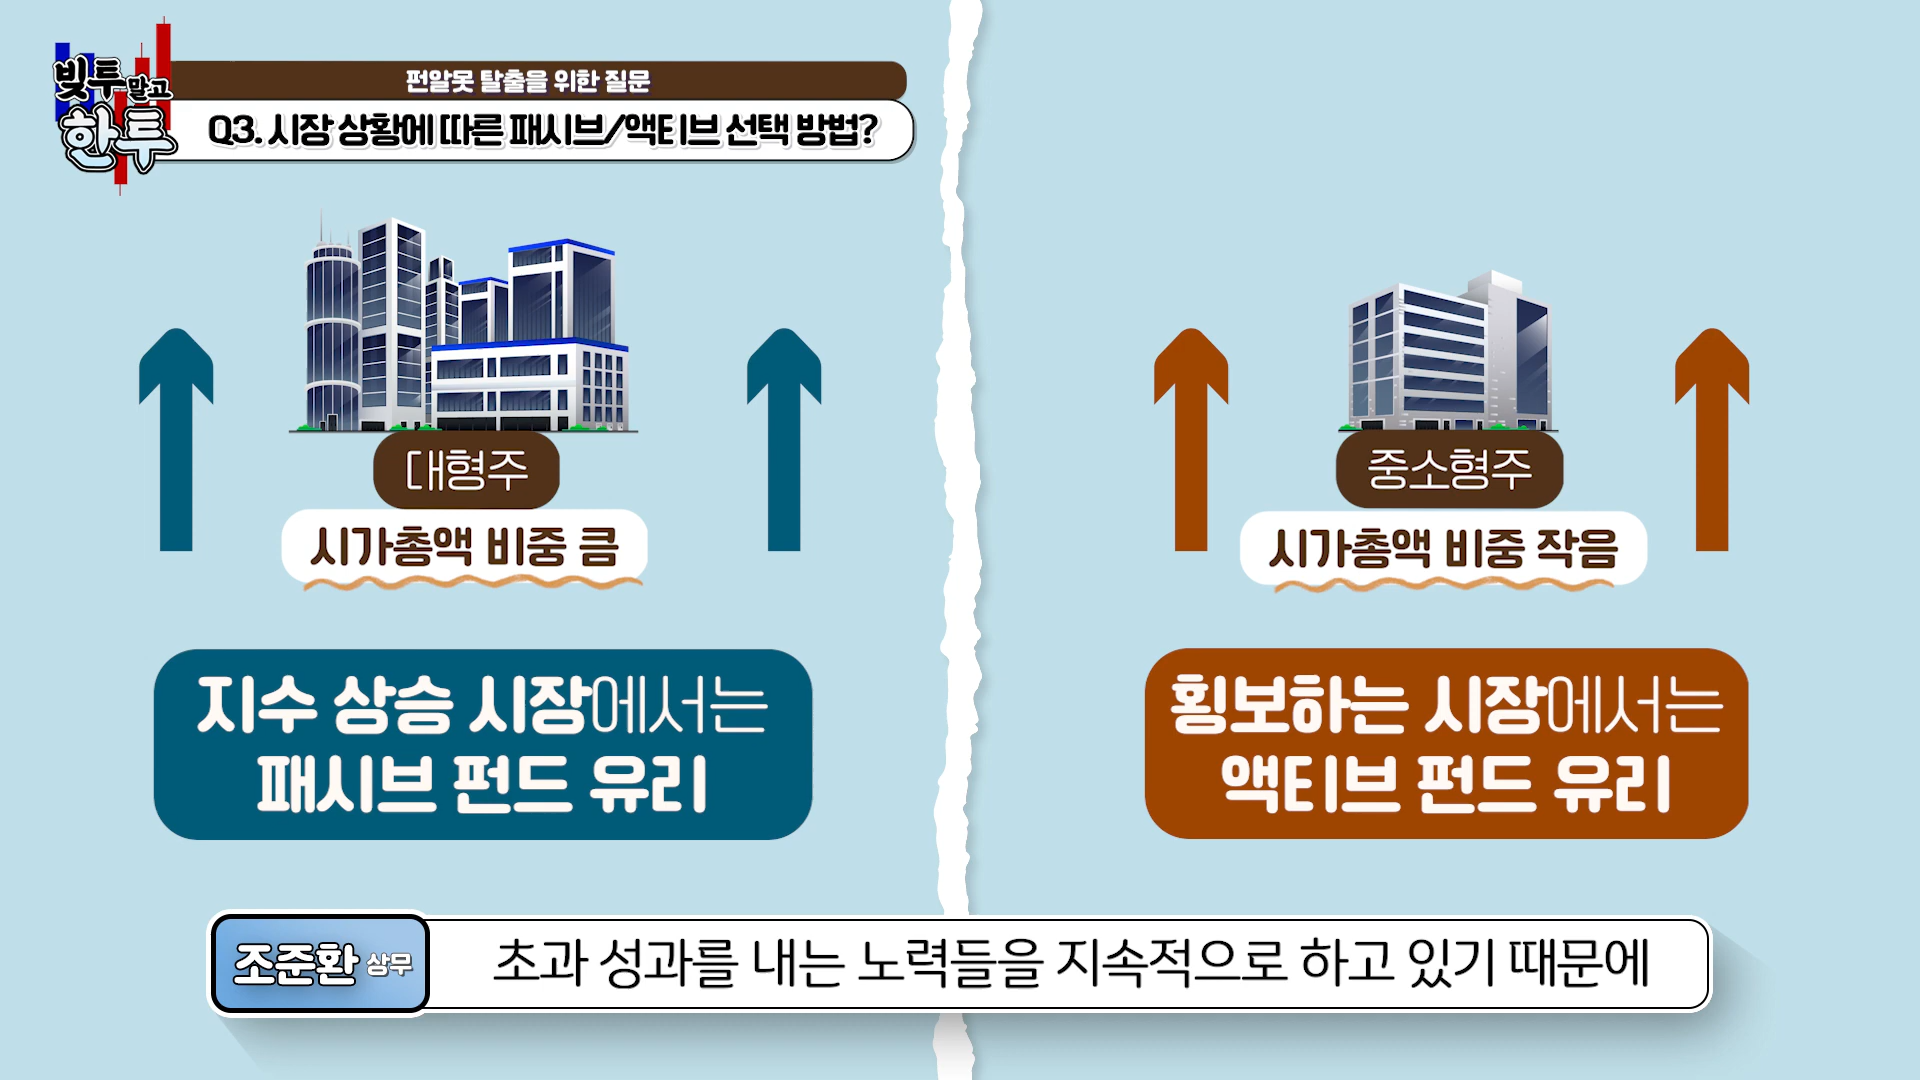 빚투말고
한투
펀알못 탈출을 위한 질문
Q3. 시장 상황에 따른 패시브/액티브 선택 방법?
대형주
시가총액 비중 큼
지수 상승 시장에서는
패시브 펀드 유리
중소형주
시가총액 비중 작음
횡보하는 시장에서는
액티브 펀드 유리
조준환 상무
초과 성과를 내는 노력들을 지속적으로 하고 있기 때문에